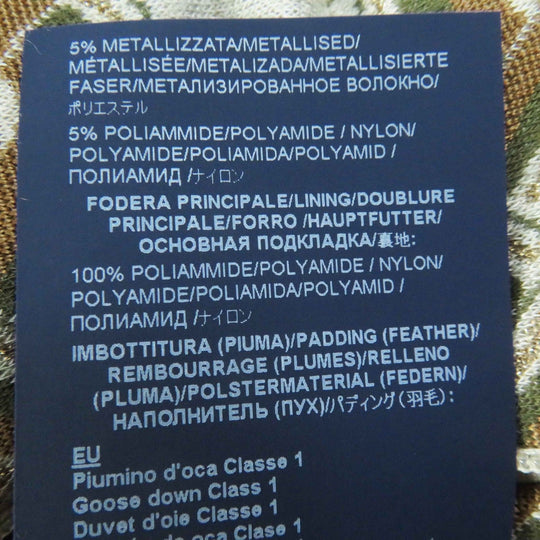 5% METALLIZZATA/METALLISED/
MÉTALLISÉE/METALIZADA/METALLISIERTE
FASER/МЕТАЛИЗИРОВАННОЕ ВОЛОКНО/
ポリエステル
5% POLIAMMIDE/POLYAMIDE / NYLON/
POLYAMIDE/POLIAMIDA/POLYAMID /
ПОЛИАМИД /ナイロン
FODERA PRINCIPALE/LINING/DOUBLURE
PRINCIPALE/FORRO /HAUPTFUTTER/
ОСНОВНАЯ ПОДКЛАДКА/裏地:
100% POLIAMMIDE/POLYAMIDE / NYLON/
POLYAMIDE/POLIAMIDA/POLYAMID /
ПОЛИАМИД /ナイロン
IMBOTTITURA (PIUMA)/PADDING (FEATHER)/
REMBOURRAGE (PLUMES)/RELLENO
(PLUMA)/POLSTERMATERIAL (FEDERN)/
НАПОЛНИТЕЛЬ (ПУХ)/パディング(羽毛):
EU
Piumino d'oca Classe 1
Goose down Class 1
Duvet d'oie Classe 1
oca Classe 1